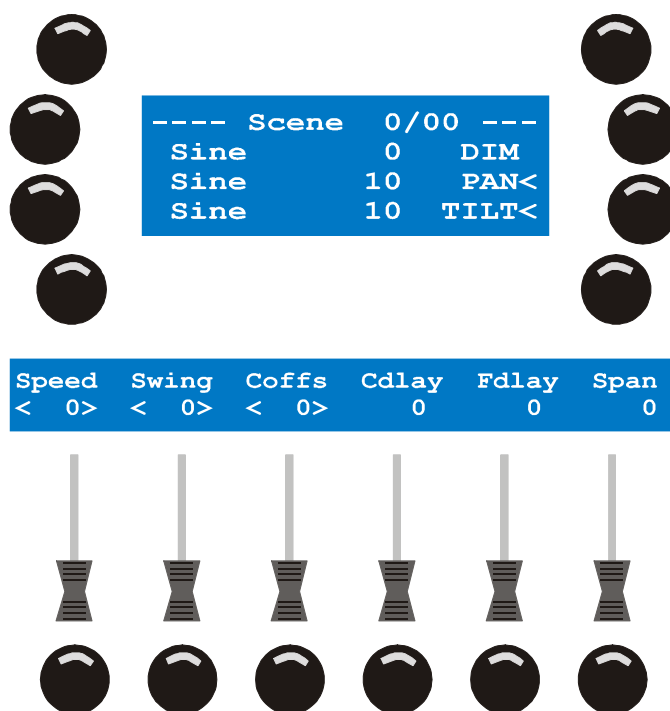 ---- Scene 0/00 ---
Sine 0 DIM
Sine 10 PAN<
Sine 10 TILT<
Speed Swing Coffs Cdlay Fdlay Span
< 0> < 0> < 0> 0 0 0